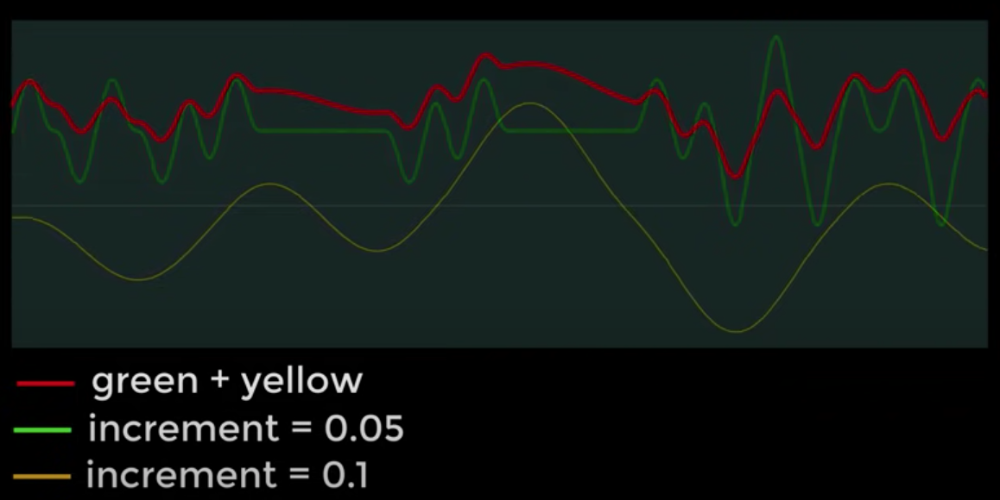 green + yellow
increment = 0.05
increment = 0.1